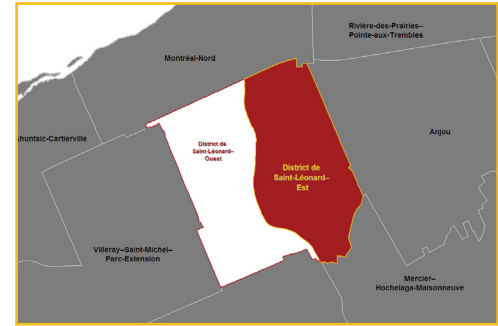 Rivière-des-Prairies–
Pointe-aux-Trembles
Montréal-Nord
Ahuntsic-Cartierville
Anjou
District de
Saint-Léonard–
Ouest
District de
Saint-Léonard–
Est
Villeray–Saint-Michel–
Parc-Extension
Mercier–
Hochelaga-Maisonneuve